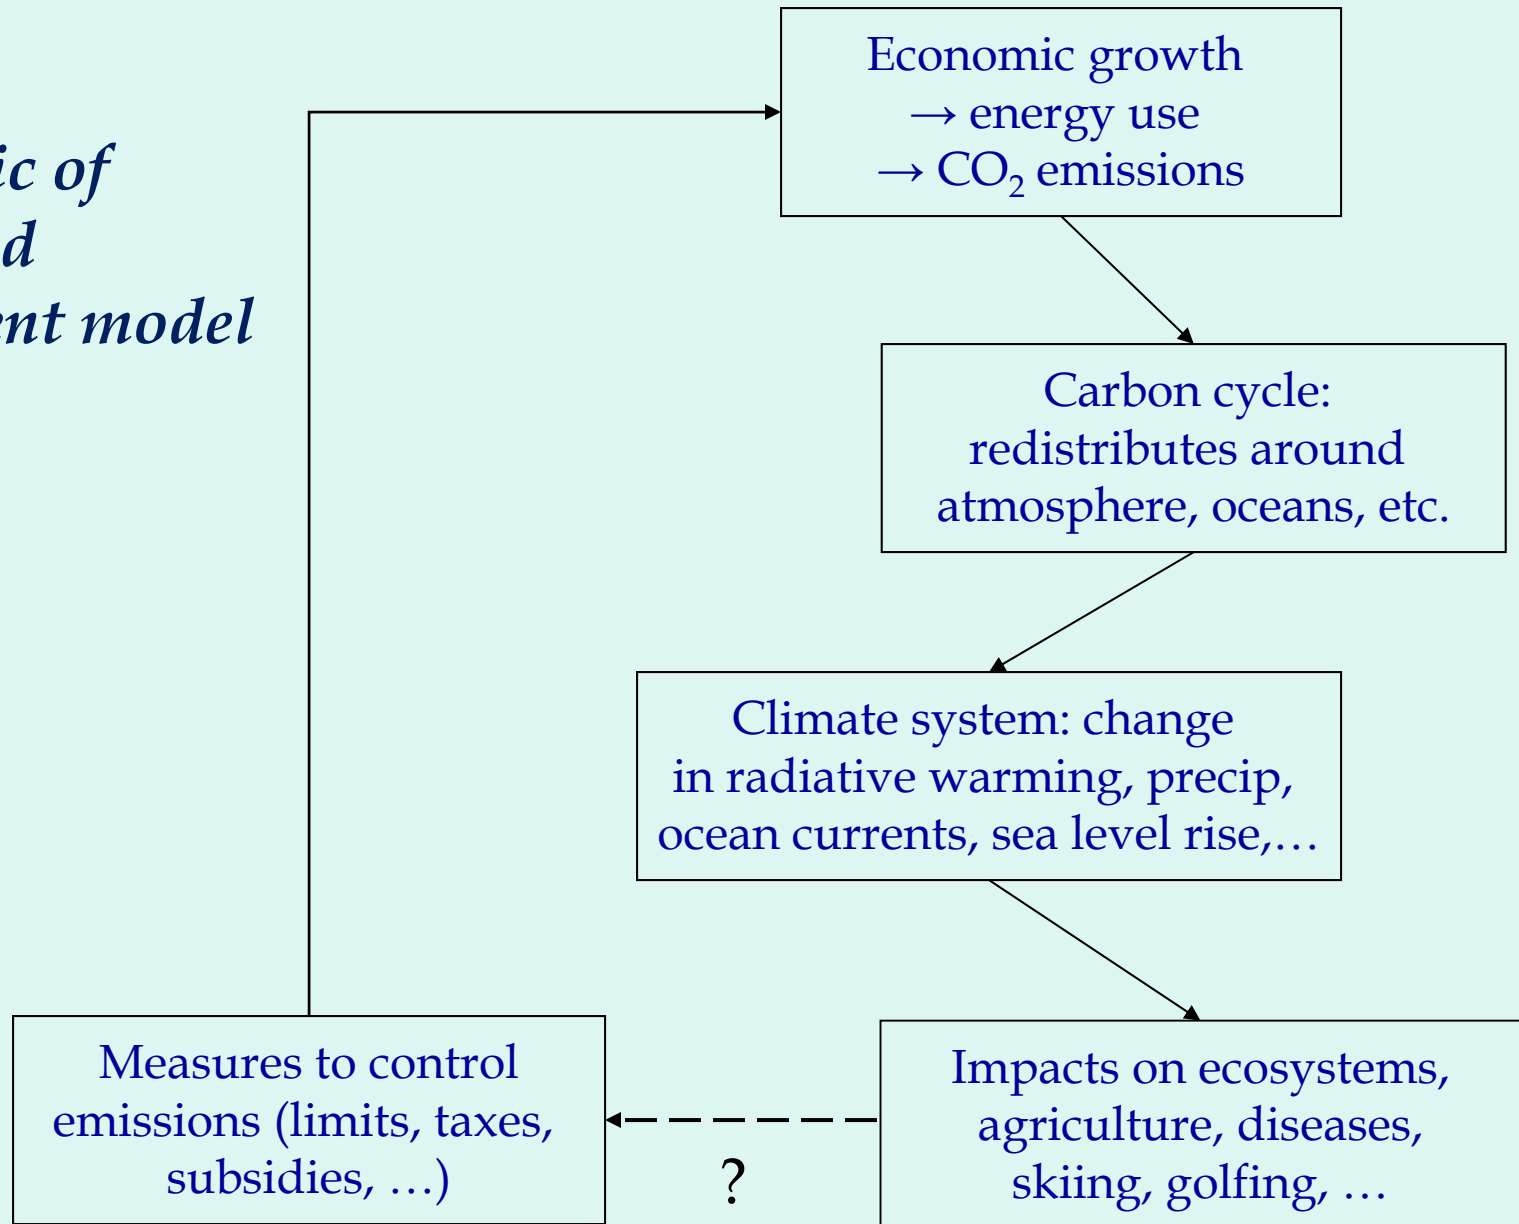 ic of
d
ent model
Economic growth
→ energy use
→ CO₂ emissions
Carbon cycle:
redistributes around
atmosphere, oceans, etc.
Climate system: change
in radiative warming, precip,
ocean currents, sea level rise,…
Impacts on ecosystems,
agriculture, diseases,
skiing, golfing, …
Measures to control
emissions (limits, taxes,
subsidies, …)
?